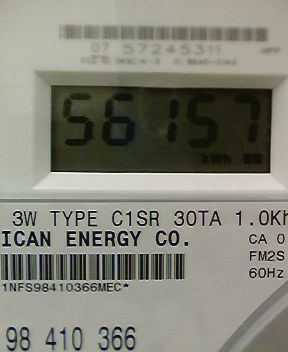 07 57245311
56157
kWh
3W TYPE C1SR 30TA 1.0Kh
ICAN ENERGY CO.
CA 0
FM2S
60Hz
1NFS98410366MEC*
98 410 366